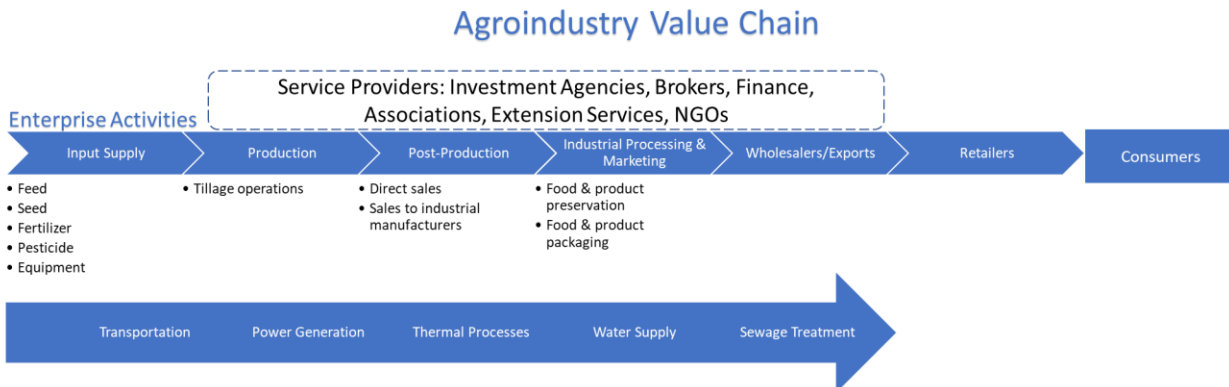 Agroindustry Value Chain
Service Providers: Investment Agencies, Brokers, Finance,
Associations, Extension Services, NGOs
Enterprise Activities
Input Supply
Production
Post-Production
Industrial Processing &
Marketing
Wholesalers/Exports
Retailers
Consumers
• Feed
• Seed
• Fertilizer
• Pesticide
• Equipment
• Tillage operations
• Direct sales
• Sales to industrial
manufacturers
• Food & product
preservation
• Food & product
packaging
Transportation
Power Generation
Thermal Processes
Water Supply
Sewage Treatment